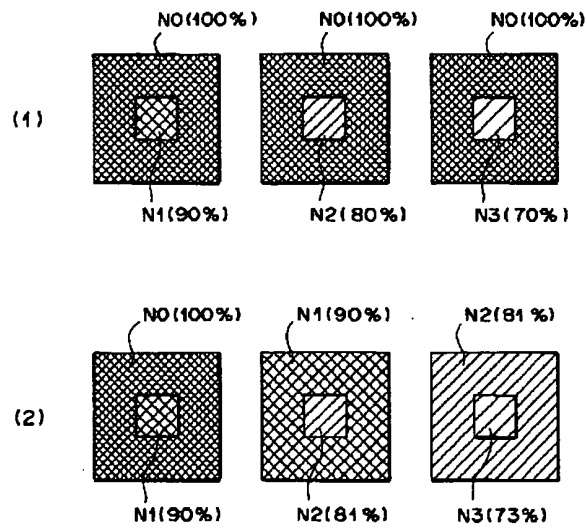 N0(100%) N0(100%) N0(100%)
(1)
N1(90%) N2(80%) N3(70%)
N0(100%) N1(90%) N2(81%)
(2)
N1(90%) N2(81%) N3(73%)